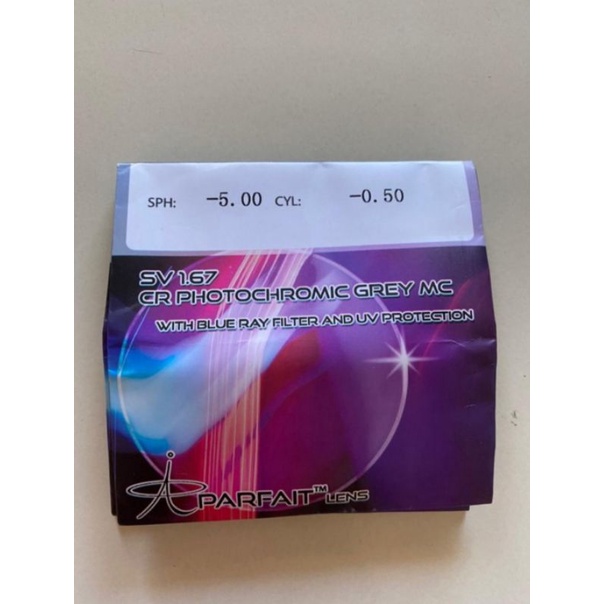 SPH: -5.00 CYL: -0.50
SV 1.67
CR PHOTOCHROMIC GREY MC
WITH BLUE RAY FILTER AND UV PROTECTION
PARFAIT™ LENS